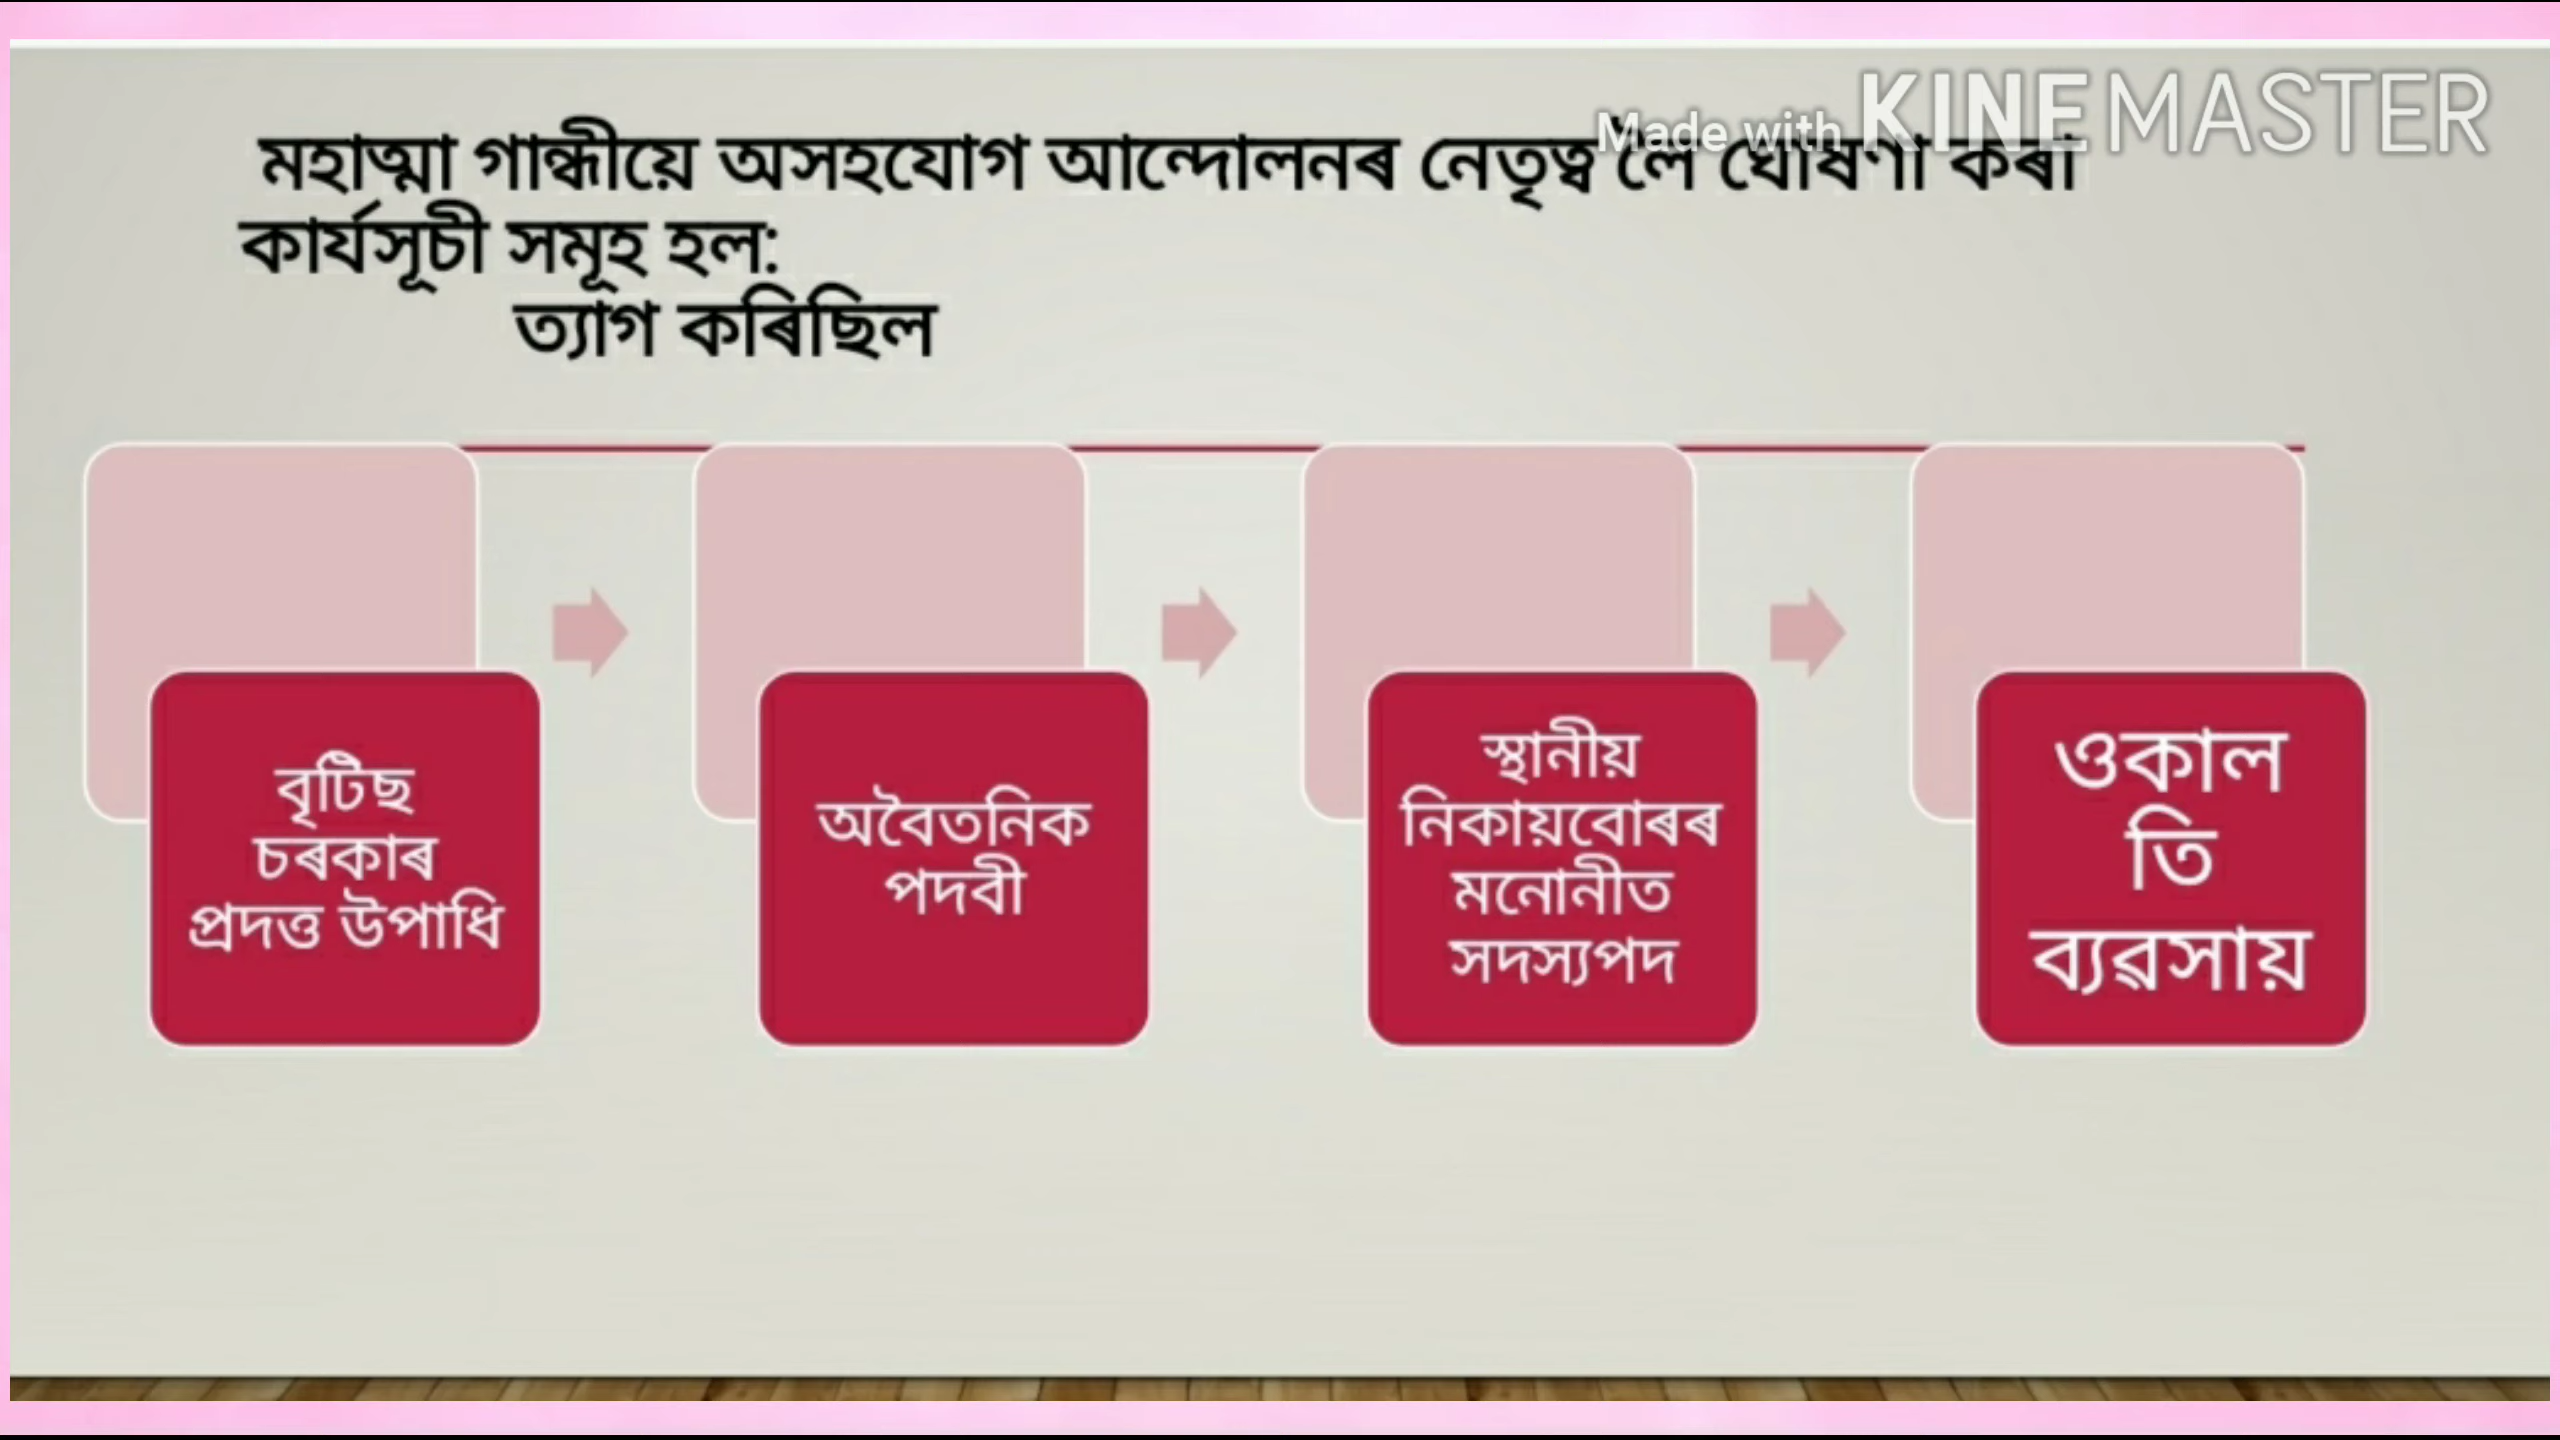 Made with KINEMASTER
মহাত্মা গান্ধীয়ে অসহযোগ আন্দোলনৰ নেতৃত্ব লৈ ঘোষণা কৰা
কাৰ্যসূচী সমূহ হল:
ত্যাগ কৰিছিল
বৃটিছ
চৰকাৰ
প্ৰদত্ত উপাধি
অবৈতনিক
পদবী
স্থানীয়
নিকায়বোৰৰ
মনোনীত
সদস্যপদ
ওকাল
তি
ব্যৱসায়